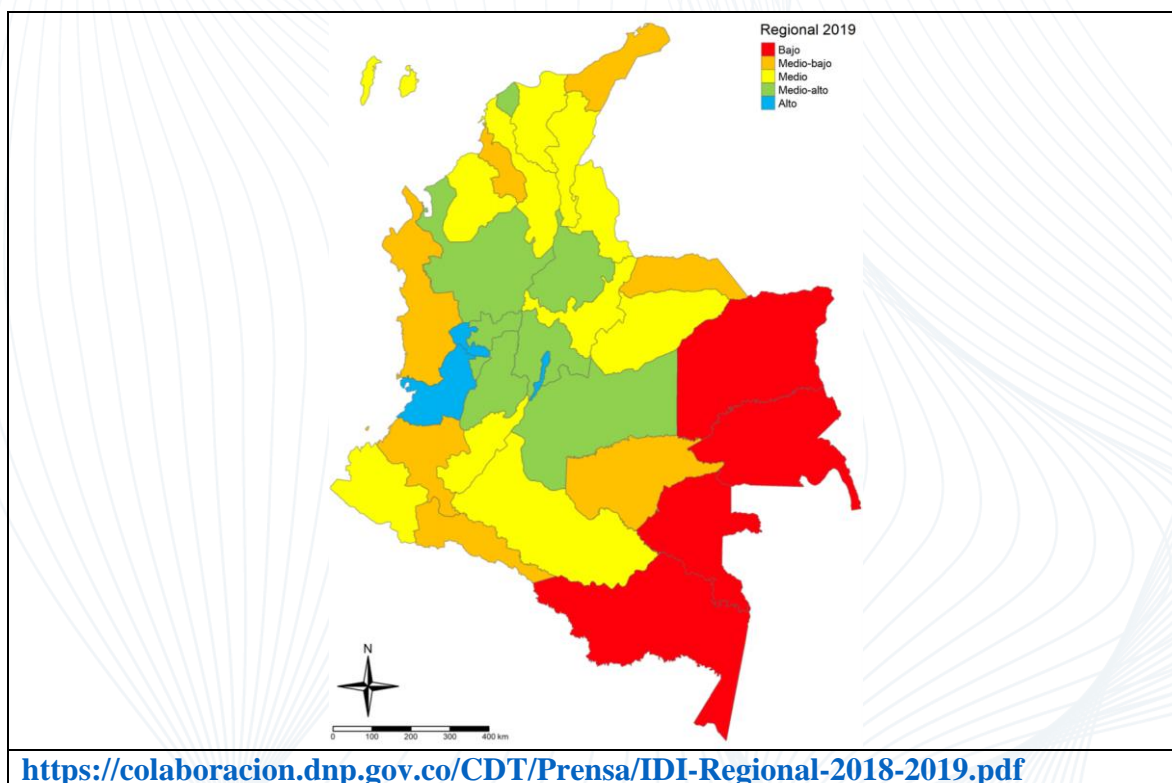 Regional 2019
Bajo
Medio-bajo
Medio
Medio-alto
Alto
N
0 100 200 300 400 km
https://colaboracion.dnp.gov.co/CDT/Prensa/IDI-Regional-2018-2019.pdf